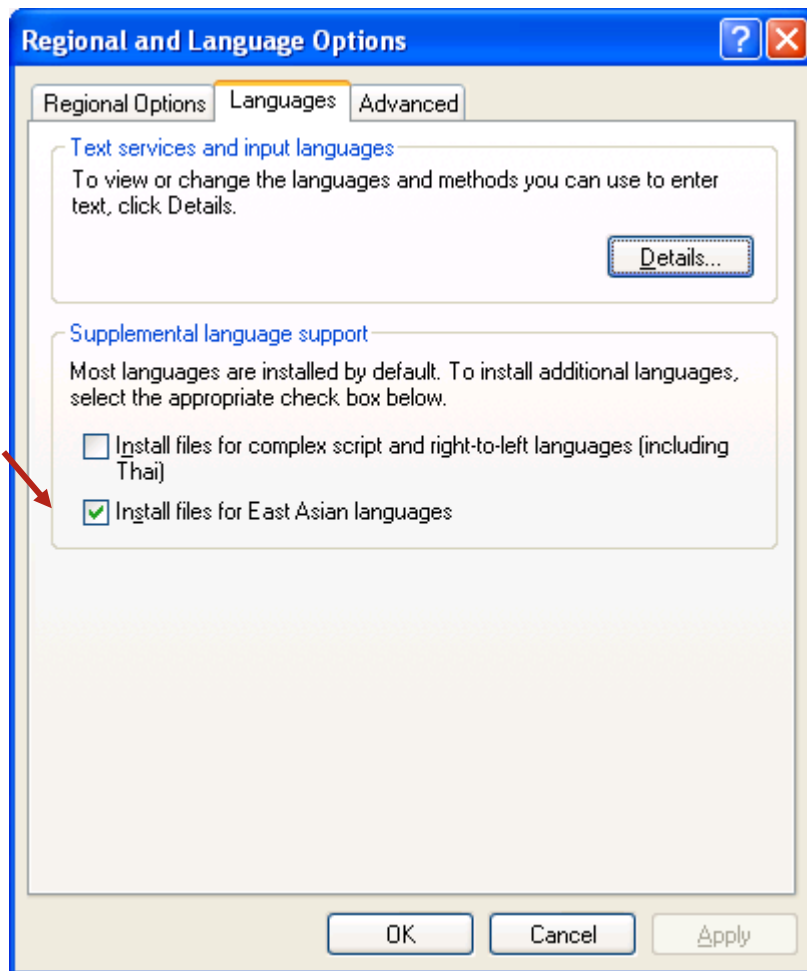 Regional and Language Options
Regional Options
Languages
Advanced
Text services and input languages
To view or change the languages and methods you can use to enter
text, click Details.
Details...
Supplemental language support
Most languages are installed by default. To install additional languages,
select the appropriate check box below.
Install files for complex script and right-to-left languages (including
Thai)
Install files for East Asian languages
OK
Cancel
Apply